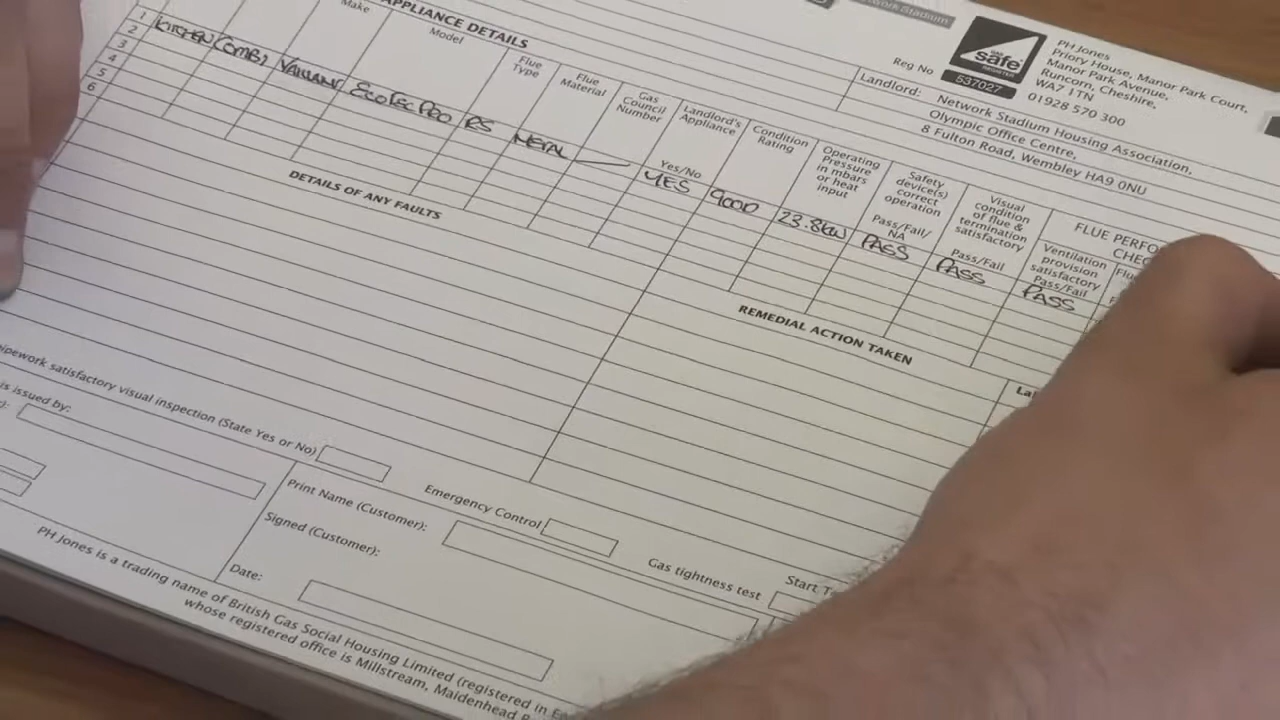 Network Stadium
Reg No
Gas
Safe
REGISTER
537027
PH Jones
Priory House, Manor Park Court,
Manor Park Avenue,
Runcorn, Cheshire,
WA7 1TN
01928 570 300
Landlord:
Network Stadium Housing Association,
Olympic Office Centre,
8 Fulton Road, Wembley HA9 0NU
APPLIANCE DETAILS
Make
Model
Flue Type
Flue Material
Gas Council Number
Landlord's Appliance
Yes/No
Condition Rating
Operating Pressure in mbars or heat input
Safety device(s) correct operation
Pass/Fail/NA
Visual condition of flue & termination satisfactory
Pass/Fail
FLUE
Ventilation provision satisfactory
Pass/Fail
1 KITCHEN COMBI VAILLANT ECOTEC PRO RS METAL — YES GOOD 23.8kW PASS PASS PASS
2
3
4
5
6
DETAILS OF ANY FAULTS
REMEDIAL ACTION TAKEN
pipework satisfactory visual inspection (State Yes or No)
is issued by:
Emergency Control
Gas tightness test
Start
Print Name (Customer):
Signed (Customer):
Date:
PH Jones is a trading name of British Gas Social Housing Limited (registered in
whose registered office is Millstream, Maidenhead